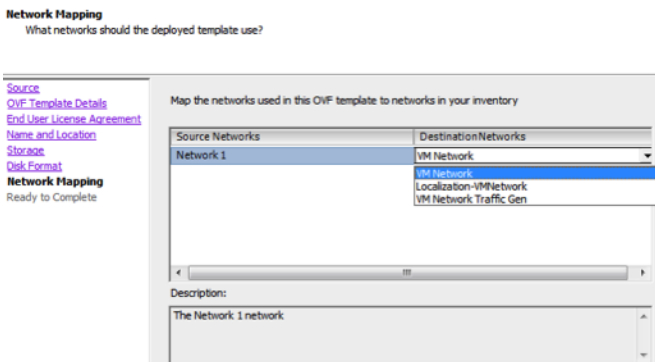 Network Mapping
What networks should the deployed template use?
Source
OVF Template Details
End User License Agreement
Name and Location
Storage
Disk Format
Network Mapping
Ready to Complete
Map the networks used in this OVF template to networks in your inventory
Source Networks DestinationNetworks
Network 1 VM Network
VM Network
Localization-VMNetwork
VM Network Traffic Gen
Description:
The Network 1 network